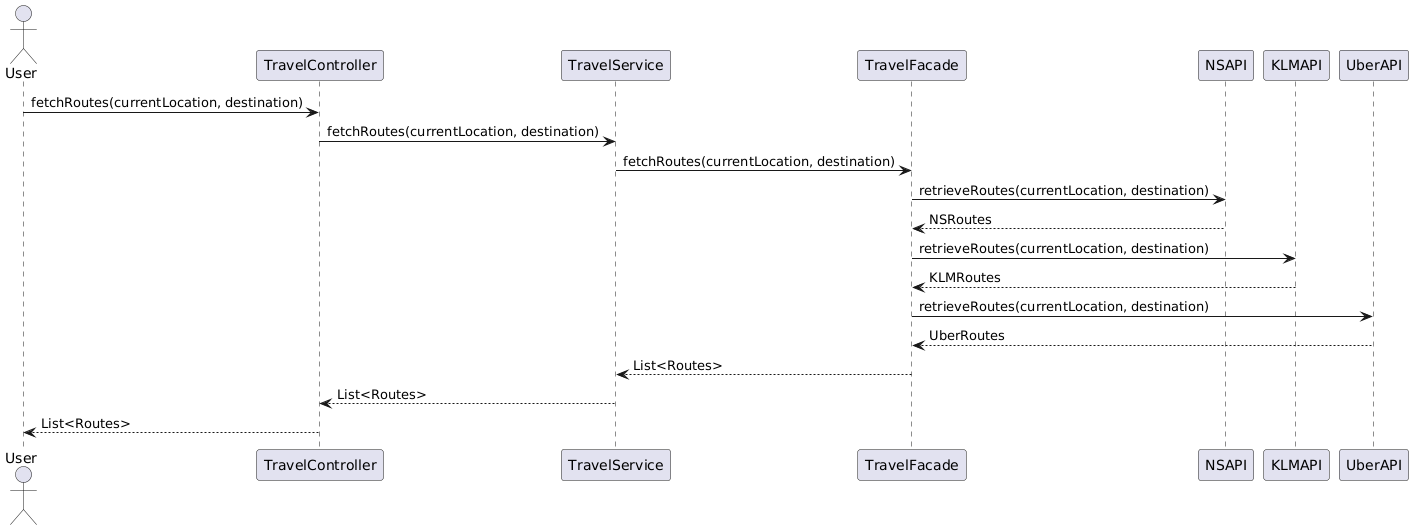 User
TravelController
TravelService
TravelFacade
NSAPI
KLMAPI
UberAPI
fetchRoutes(currentLocation, destination)
fetchRoutes(currentLocation, destination)
fetchRoutes(currentLocation, destination)
retrieveRoutes(currentLocation, destination)
NSRoutes
retrieveRoutes(currentLocation, destination)
KLMRoutes
retrieveRoutes(currentLocation, destination)
UberRoutes
List<Routes>
List<Routes>
List<Routes>
User
TravelController
TravelService
TravelFacade
NSAPI
KLMAPI
UberAPI